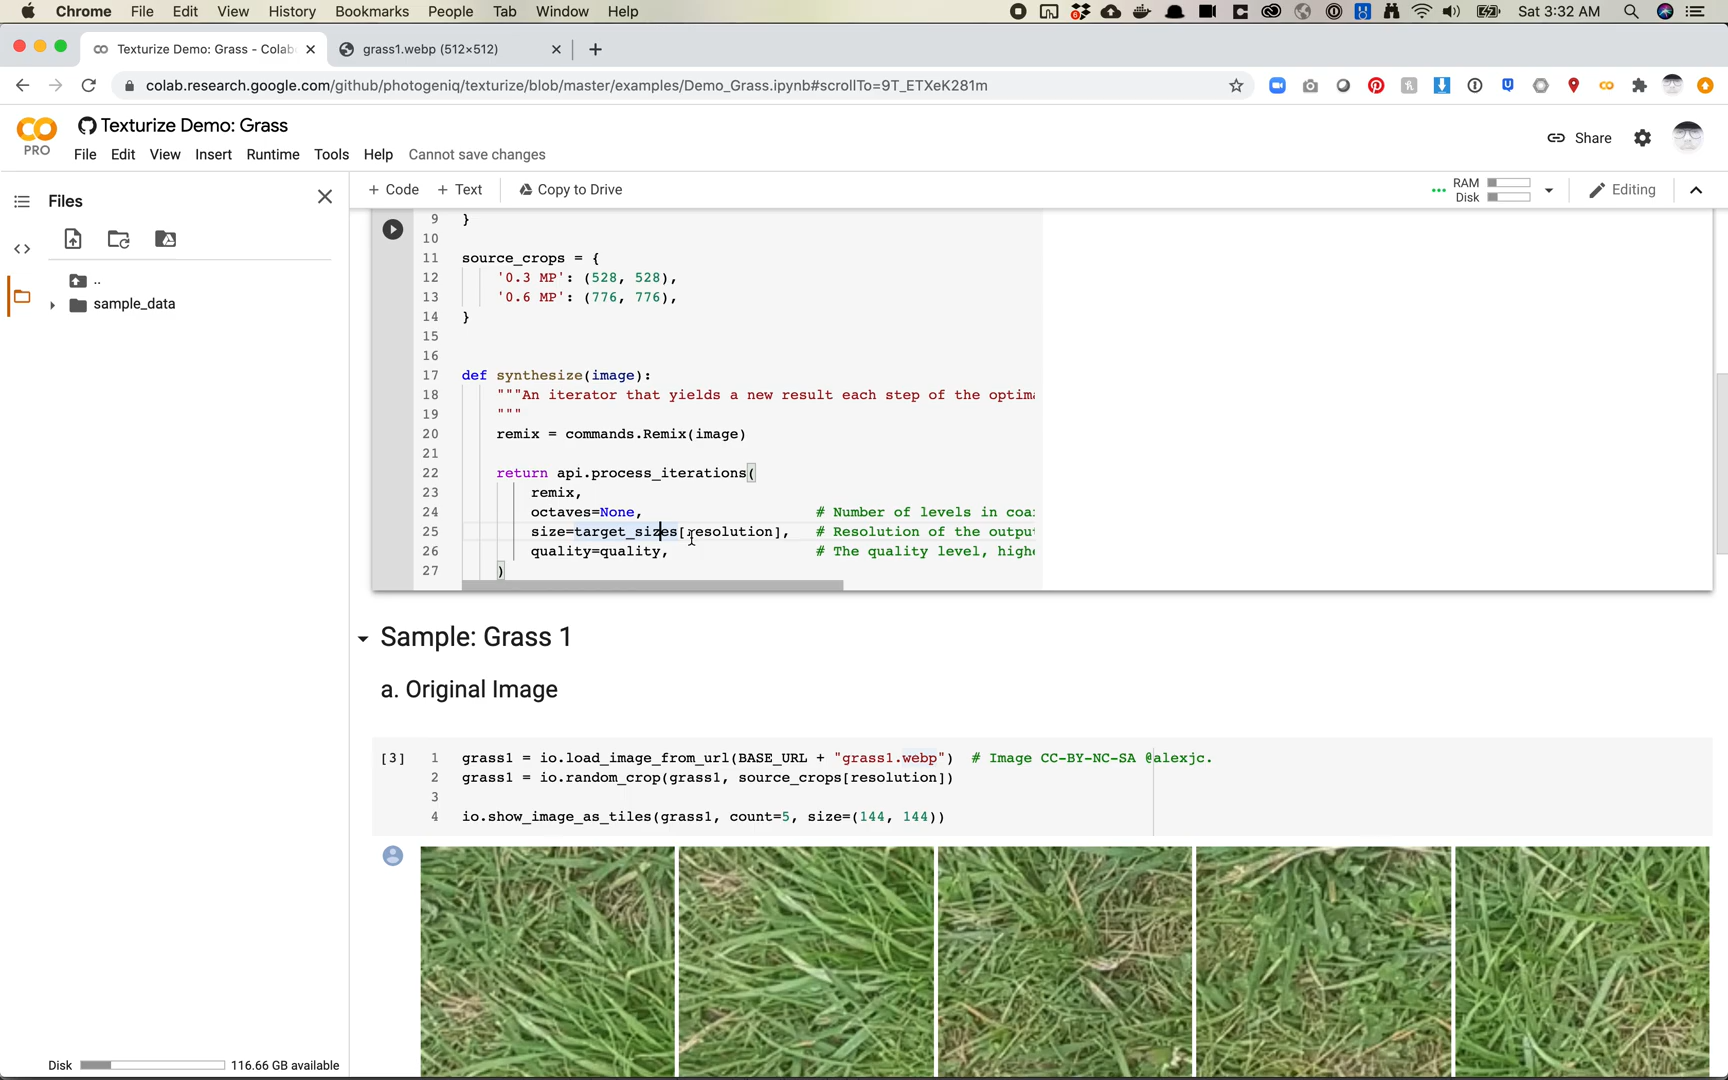 Chrome File Edit View History Bookmarks People Tab Window Help Sat 3:32 AM
Texturize Demo: Grass - Colab grass1.webp (512×512)
colab.research.google.com/github/photogeniq/texturize/blob/master/examples/Demo_Grass.ipynb#scrollTo=9T_ETXeK281m
PRO
Texturize Demo: Grass
File Edit View Insert Runtime Tools Help Cannot save changes
Share
Files
+ Code + Text Copy to Drive
RAM
Disk
Editing
..
sample_data
9 }
10
11 source_crops = {
12 '0.3 MP': (528, 528),
13 '0.6 MP': (776, 776),
14 }
15
16
17 def synthesize(image):
18 """An iterator that yields a new result each step of the optima
19 """
20 remix = commands.Remix(image)
21
22 return api.process_iterations(
23 remix,
24 octaves=None, # Number of levels in coa
25 size=target_sizes[resolution], # Resolution of the output
26 quality=quality, # The quality level, highe
27 )
Sample: Grass 1
a. Original Image
[3] 1 grass1 = io.load_image_from_url(BASE_URL + "grass1.webp") # Image CC-BY-NC-SA @alexjc.
2 grass1 = io.random_crop(grass1, source_crops[resolution])
3
4 io.show_image_as_tiles(grass1, count=5, size=(144, 144))
Disk 116.66 GB available